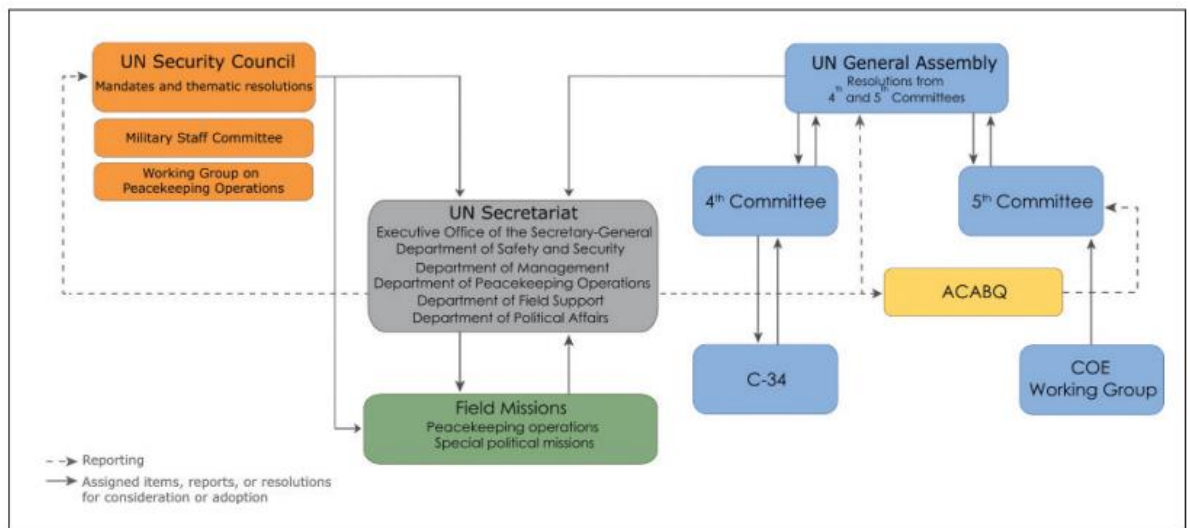 UN Security Council
Mandates and thematic resolutions
Military Staff Committee
Working Group on
Peacekeeping Operations
UN General Assembly
Resolutions from
4th and 5th Committees
4th Committee
5th Committee
UN Secretariat
Executive Office of the Secretary-General
Department of Safety and Security
Department of Management
Department of Peacekeeping Operations
Department of Field Support
Department of Political Affairs
ACABQ
C-34
COE
Working Group
Field Missions
Peacekeeping operations
Special political missions
Reporting
Assigned items, reports, or resolutions
for consideration or adoption